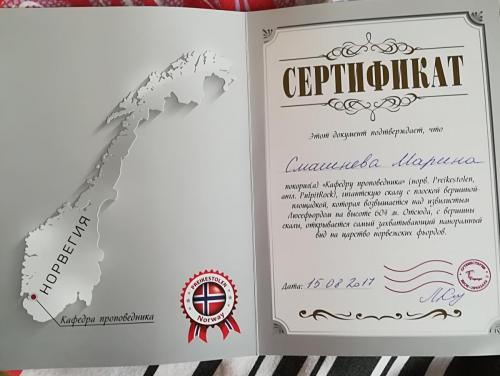 НОРВЕГИЯ
Кафедра проповедника
PREIKESTOLEN
Norway
СЕРТИФИКАТ
Этот документ подтверждает, что
Смашнева Марина
покорил(а) «Кафедру проповедника» (норв. Preikestolen,
англ. PulpitRock), гигантскую скалу с плоской вершиной-
площадкой, которая возвышается над извилистым
Люсефьордом на высоте 604 м. Отсюда, с вершины
скалы, открывается самый захватывающий панорамный
вид на царство норвежских фьордов.
Дата: 15.08 2017